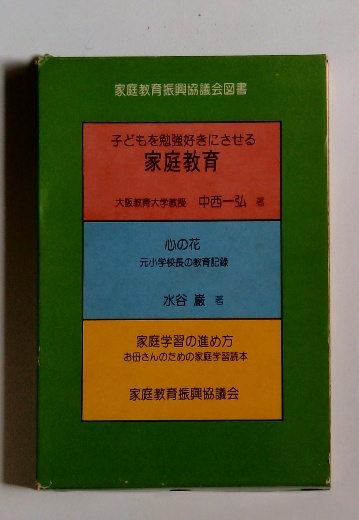 家庭教育振興協議会図書
子どもを勉強好きにさせる
家庭教育
大阪教育大学教授 中西一弘 著
心の花
元小学校長の教育記録
水谷 巌 著
家庭学習の進め方
お母さんのための家庭学習読本
家庭教育振興協議会